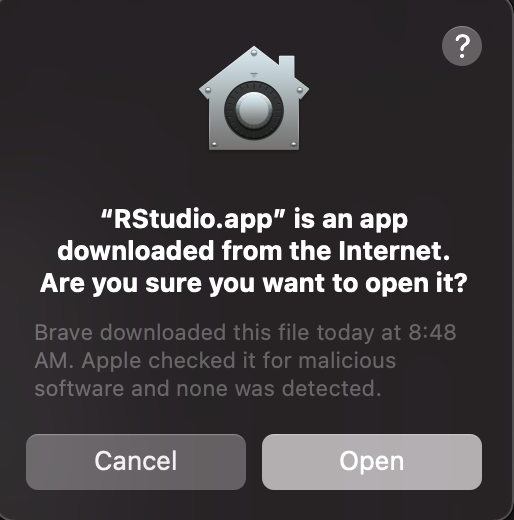 ?
“RStudio.app” is an app
downloaded from the Internet.
Are you sure you want to open it?
Brave downloaded this file today at 8:48
AM. Apple checked it for malicious
software and none was detected.
Cancel
Open